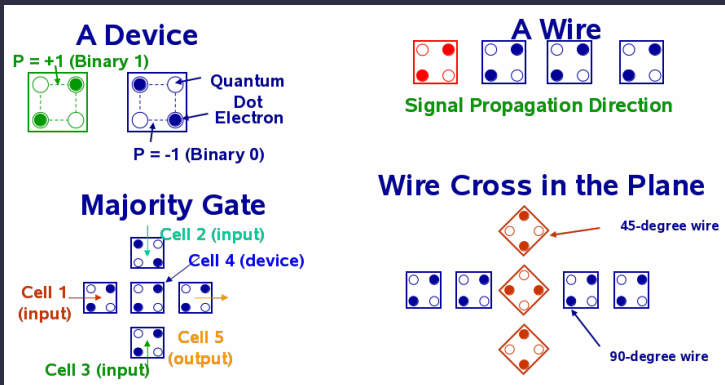 A Device
P = +1 (Binary 1)
Quantum
Dot
Electron
P = -1 (Binary 0)
A Wire
Signal Propagation Direction
Majority Gate
Cell 2 (input)
Cell 4 (device)
Cell 1
(input)
Cell 5
(output)
Cell 3 (input)
Wire Cross in the Plane
45-degree wire
90-degree wire